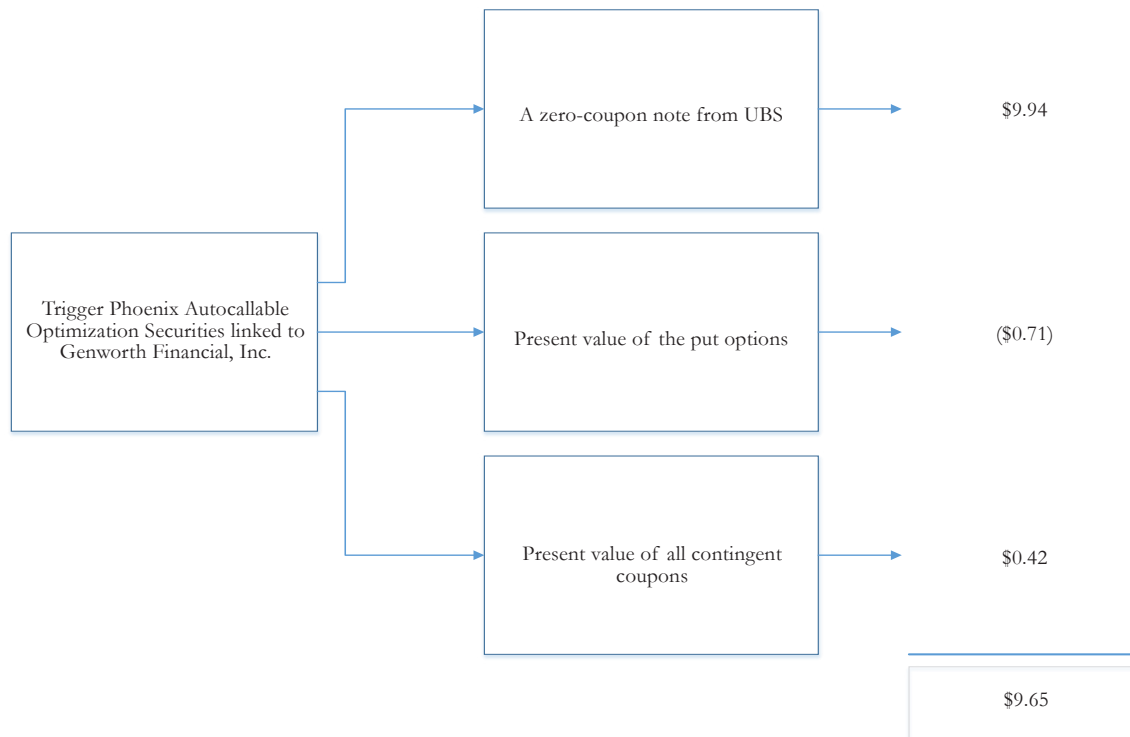 A zero-coupon note from UBS
$9.94
Trigger Phoenix Autocallable
Optimization Securities linked to
Genworth Financial, Inc.
Present value of the put options
($0.71)
Present value of all contingent
coupons
$0.42
$9.65